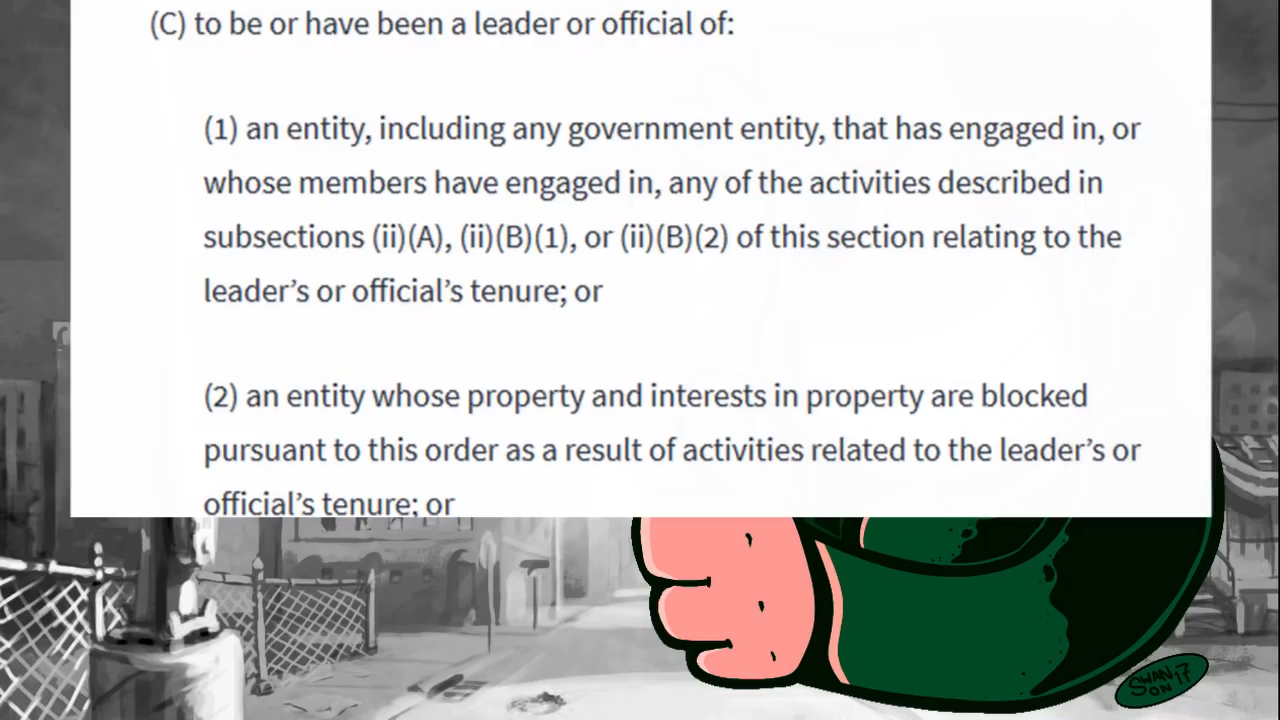 (C) to be or have been a leader or official of:
(1) an entity, including any government entity, that has engaged in, or
whose members have engaged in, any of the activities described in
subsections (ii)(A), (ii)(B)(1), or (ii)(B)(2) of this section relating to the
leader’s or official’s tenure; or
(2) an entity whose property and interests in property are blocked
pursuant to this order as a result of activities related to the leader’s or
official’s tenure; or
SWAN
SON 17